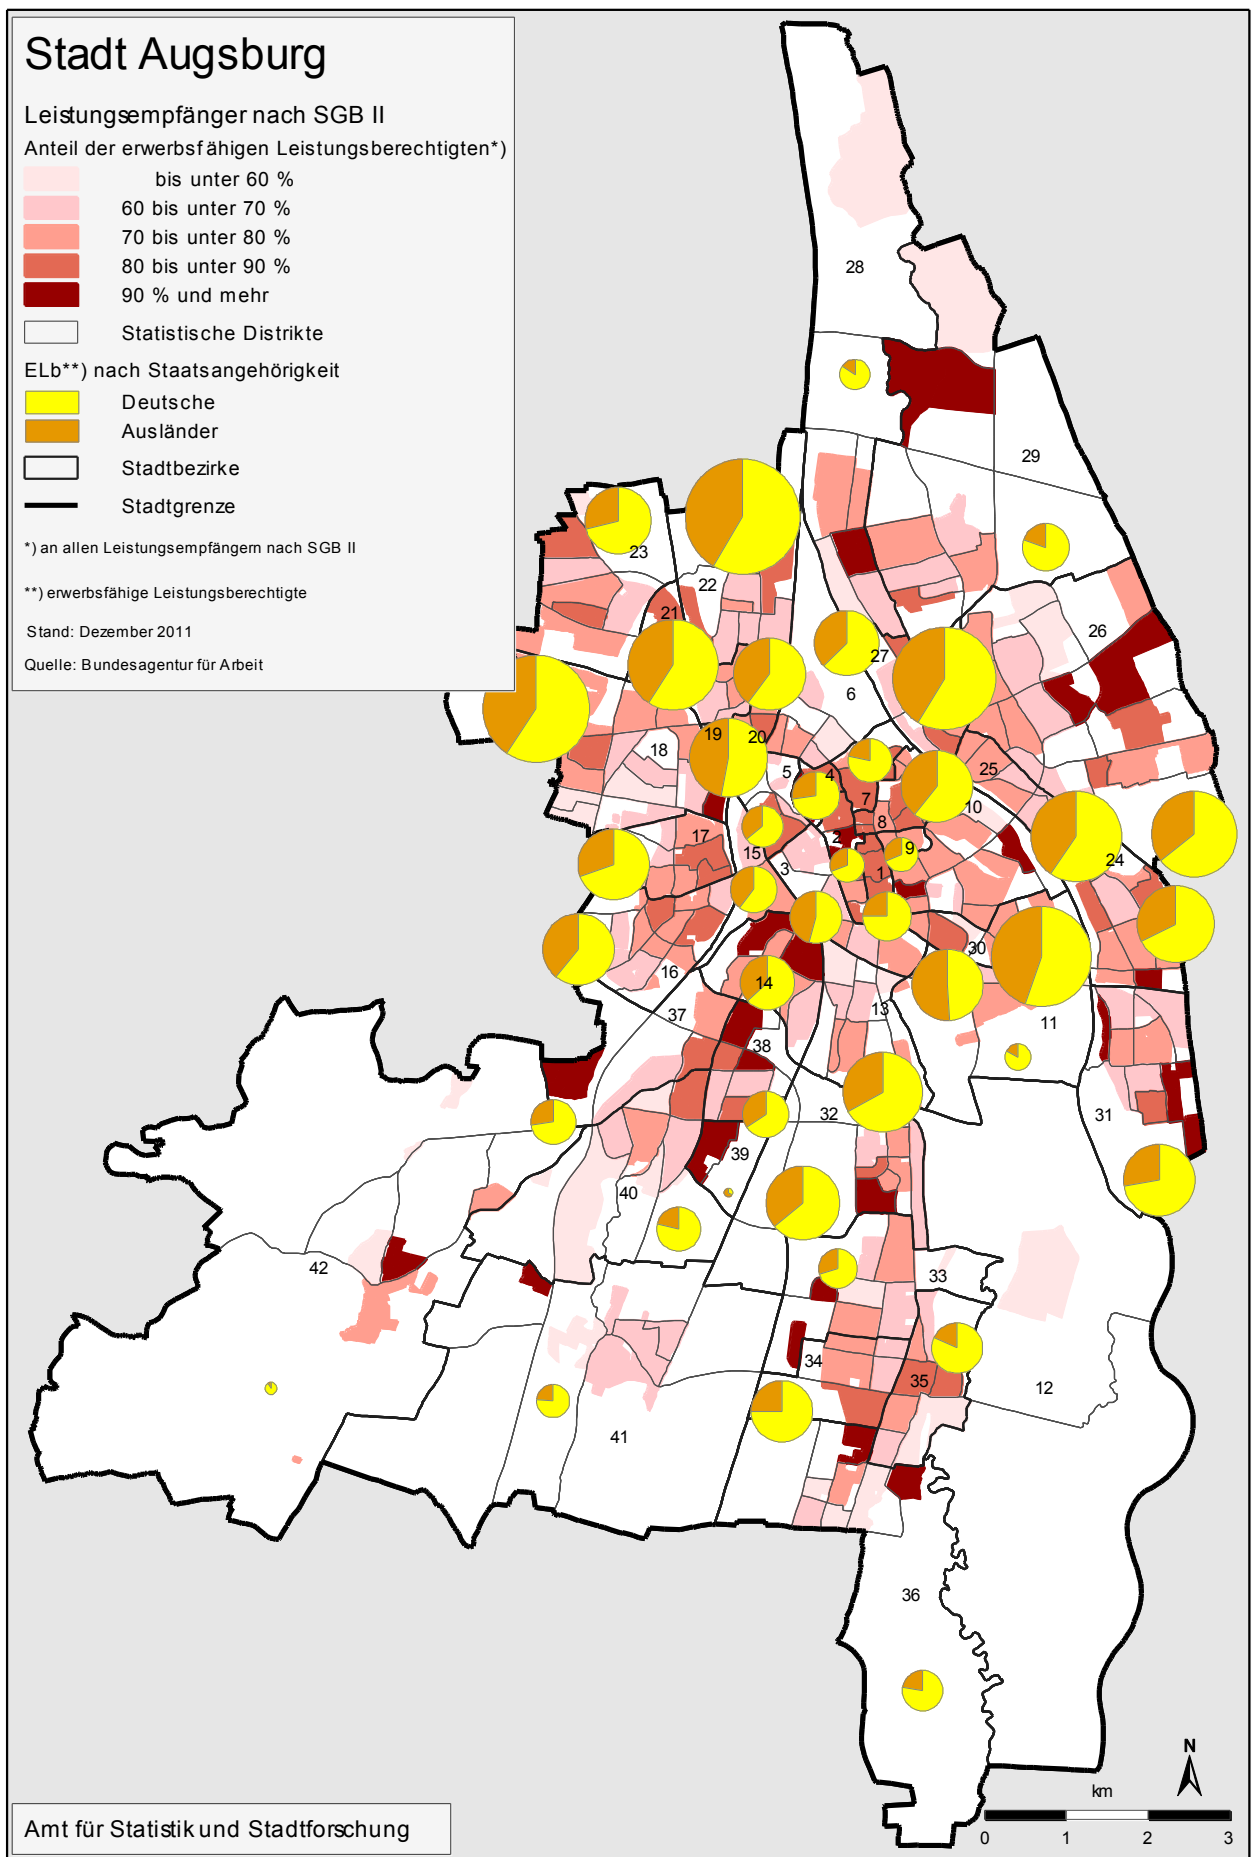 Stadt Augsburg
Leistungsempfänger nach SGB II
Anteil der erwerbsfähigen Leistungsberechtigten*)
bis unter 60 %
60 bis unter 70 %
70 bis unter 80 %
80 bis unter 90 %
90 % und mehr
Statistische Distrikte
ELb**) nach Staatsangehörigkeit
Deutsche
Ausländer
Stadtbezirke
Stadtgrenze
*) an allen Leistungsempfängern nach SGB II
**) erwerbsfähige Leistungsberechtigte
Stand: Dezember 2011
Quelle: Bundesagentur für Arbeit
28
29
23
22
21
26
27
6
19
20
18
5
4
25
7
10
8
2
17
15
9
24
3
1
30
16
14
37
13
11
38
31
32
39
40
42
33
34
35
12
41
36
N
km
0 1 2 3
Amt für Statistik und Stadtforschung